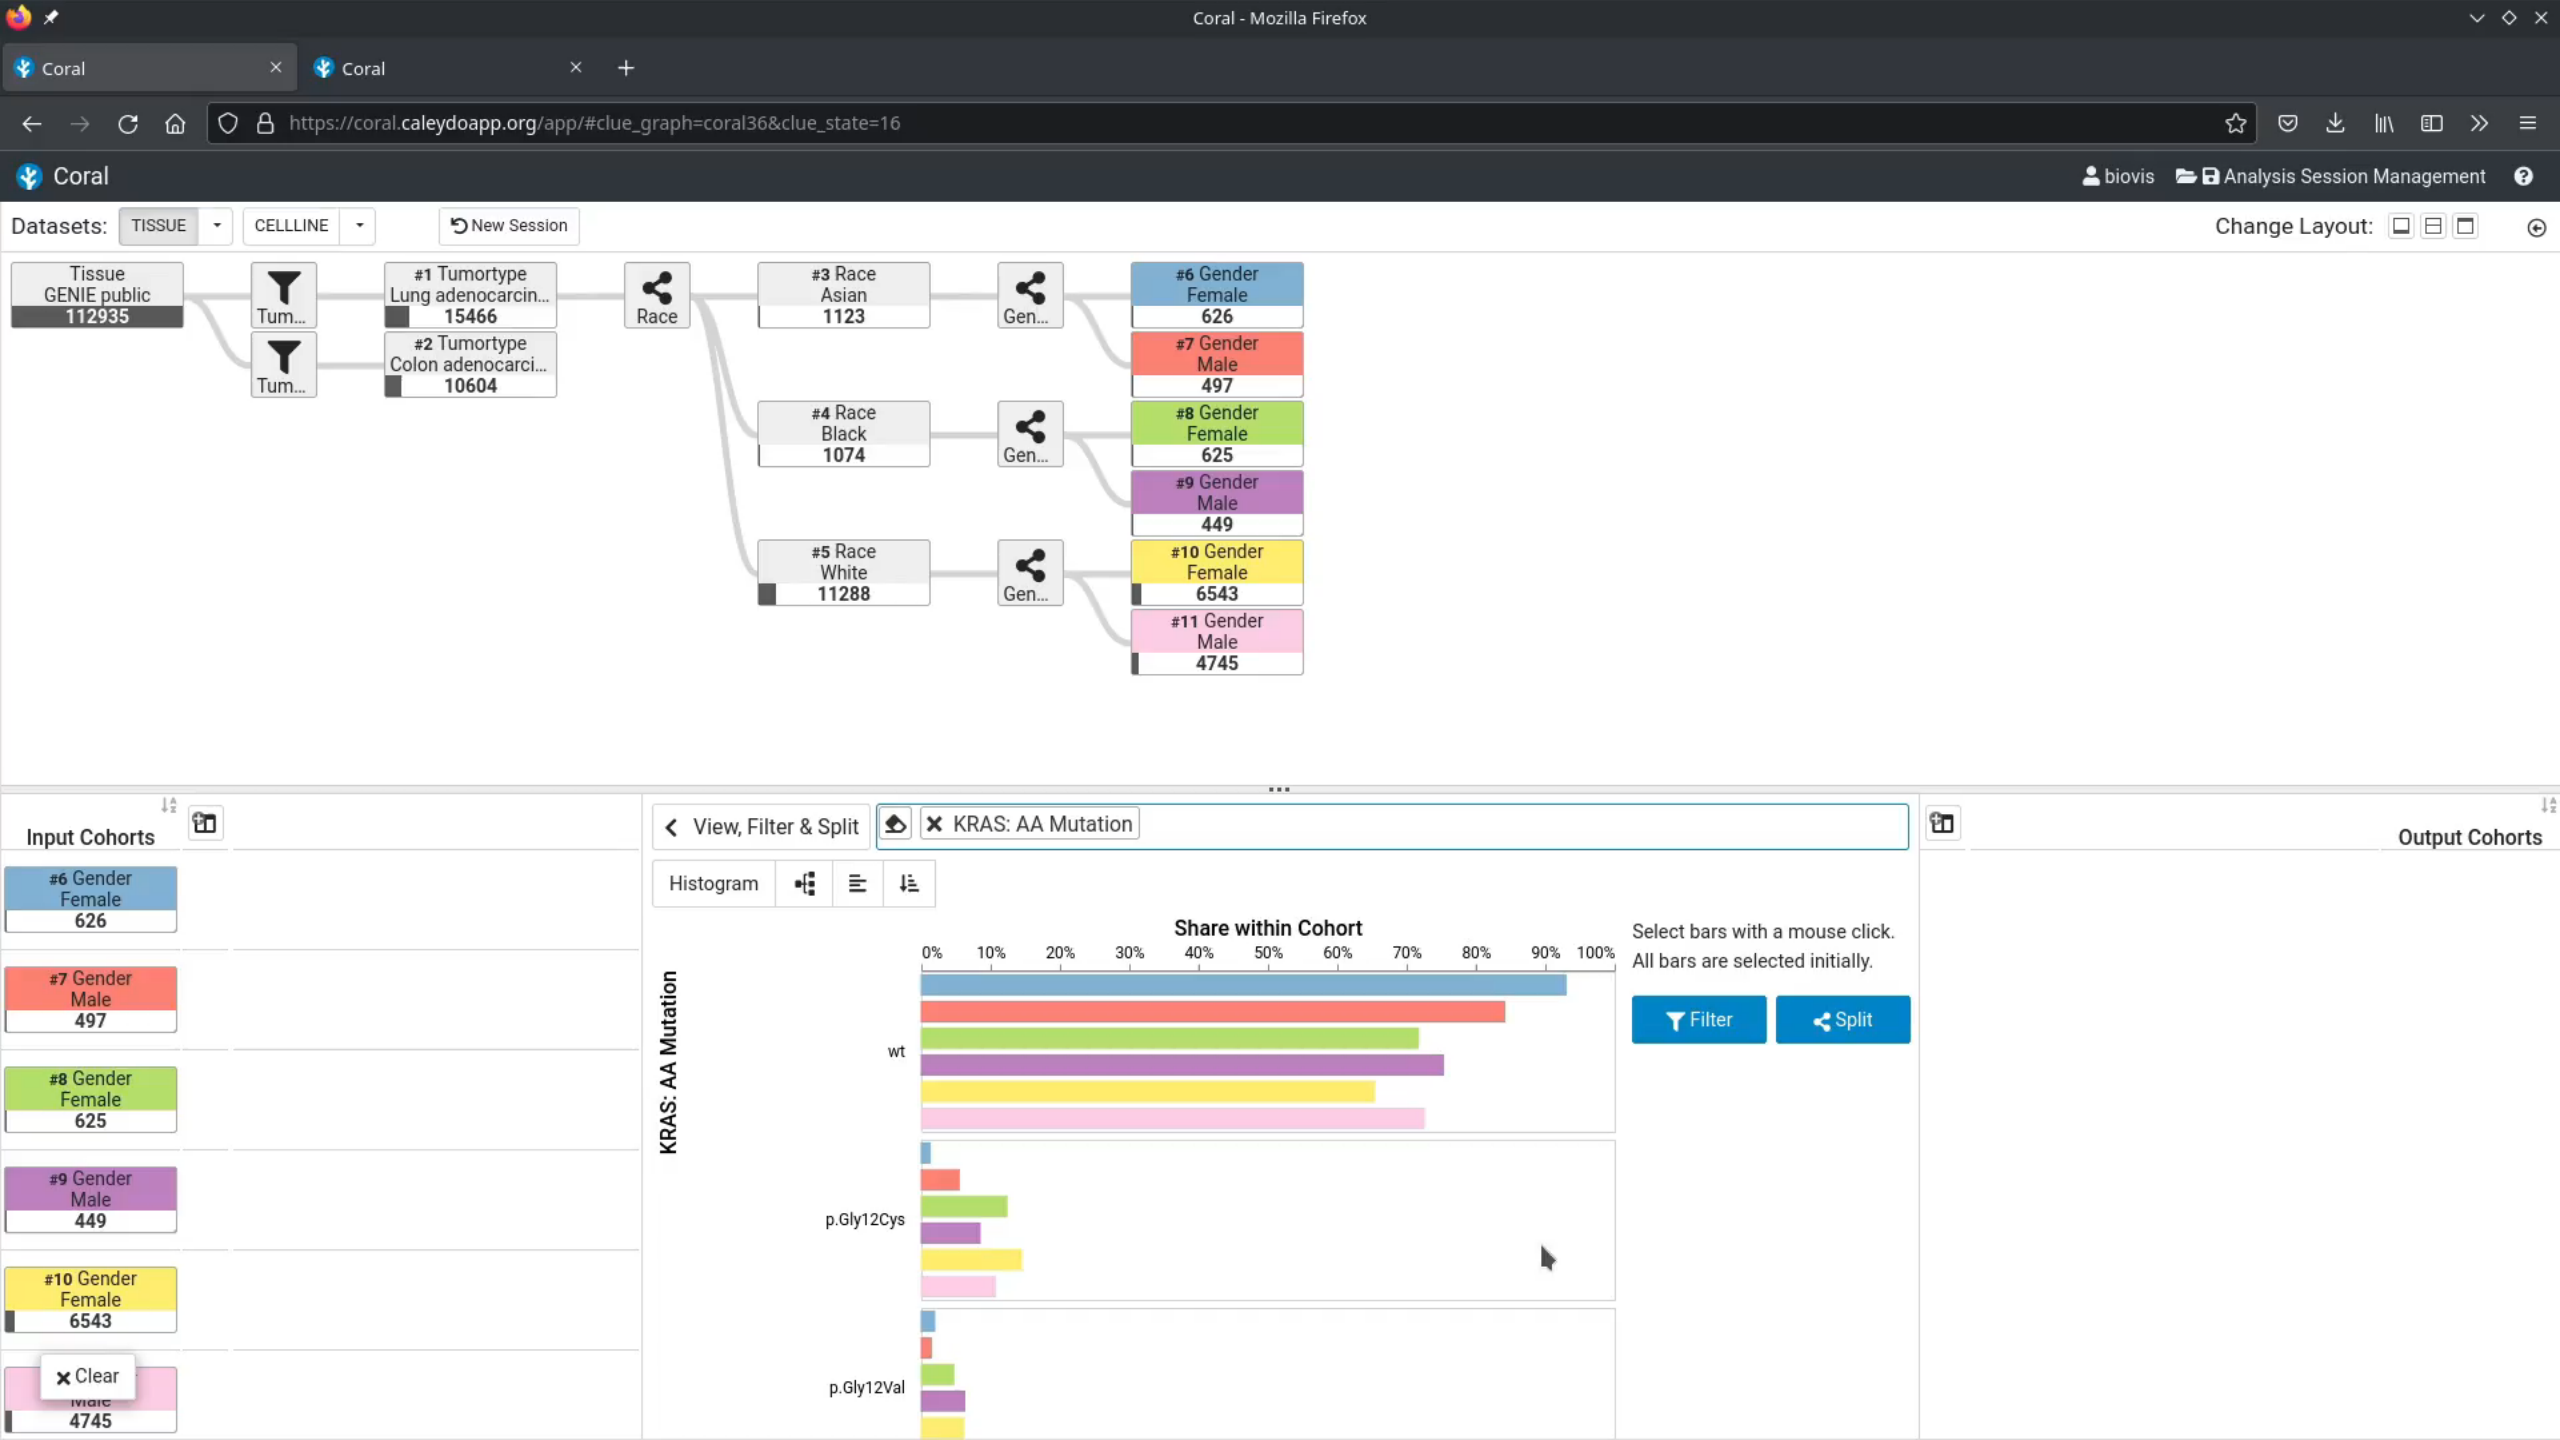 Coral - Mozilla Firefox
Coral
Coral
https://coral.caleydoapp.org/app/#clue_graph=coral36&clue_state=16
Coral
biovis
Analysis Session Management
Datasets:
TISSUE
CELLLINE
New Session
Change Layout:
Tissue
GENIE public
112935
Tum...
#1 Tumortype
Lung adenocarcin...
15466
Race
#3 Race
Asian
1123
Gen...
#6 Gender
Female
626
Tum...
#2 Tumortype
Colon adenocarci...
10604
#7 Gender
Male
497
#4 Race
Black
1074
Gen...
#8 Gender
Female
625
#9 Gender
Male
449
#5 Race
White
11288
Gen...
#10 Gender
Female
6543
#11 Gender
Male
4745
Input Cohorts
#6 Gender
Female
626
#7 Gender
Male
497
#8 Gender
Female
625
#9 Gender
Male
449
#10 Gender
Female
6543
Clear
Male
4745
View, Filter & Split
KRAS: AA Mutation
Histogram
Share within Cohort
0% 10% 20% 30% 40% 50% 60% 70% 80% 90% 100%
KRAS: AA Mutation
wt
p.Gly12Cys
p.Gly12Val
Select bars with a mouse click.
All bars are selected initially.
Filter
Split
Output Cohorts